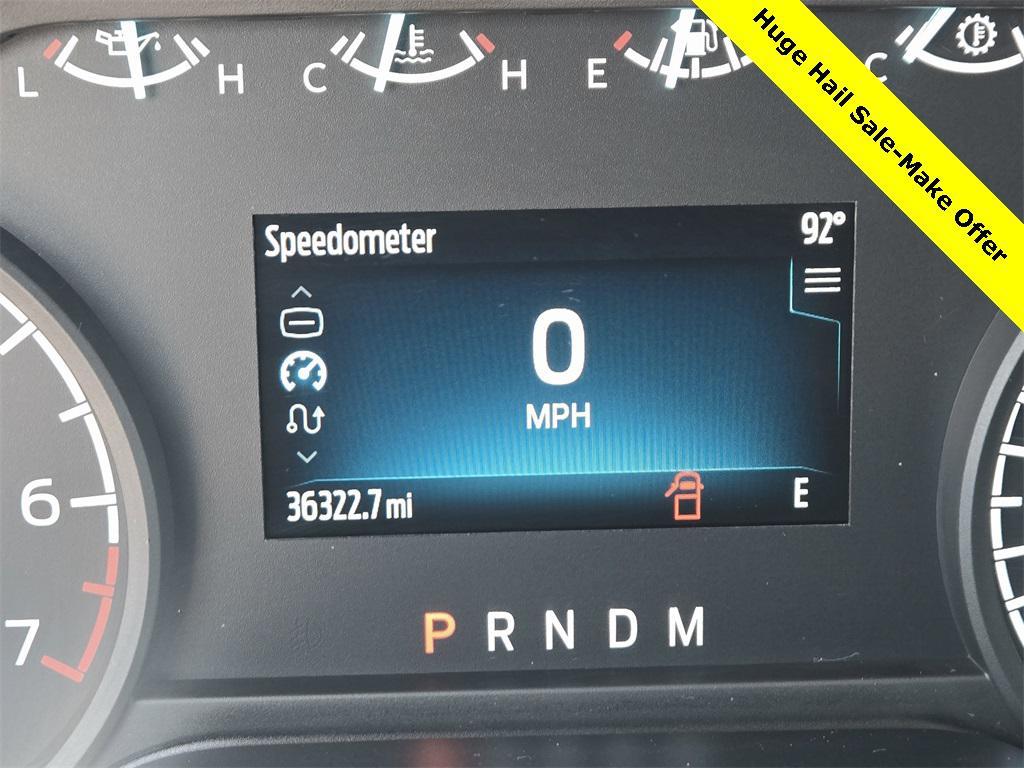 L H C H E C
Huge Hail Sale-Make Offer
Speedometer 92°
0
MPH
6
36322.7 mi E
7
P R N D M